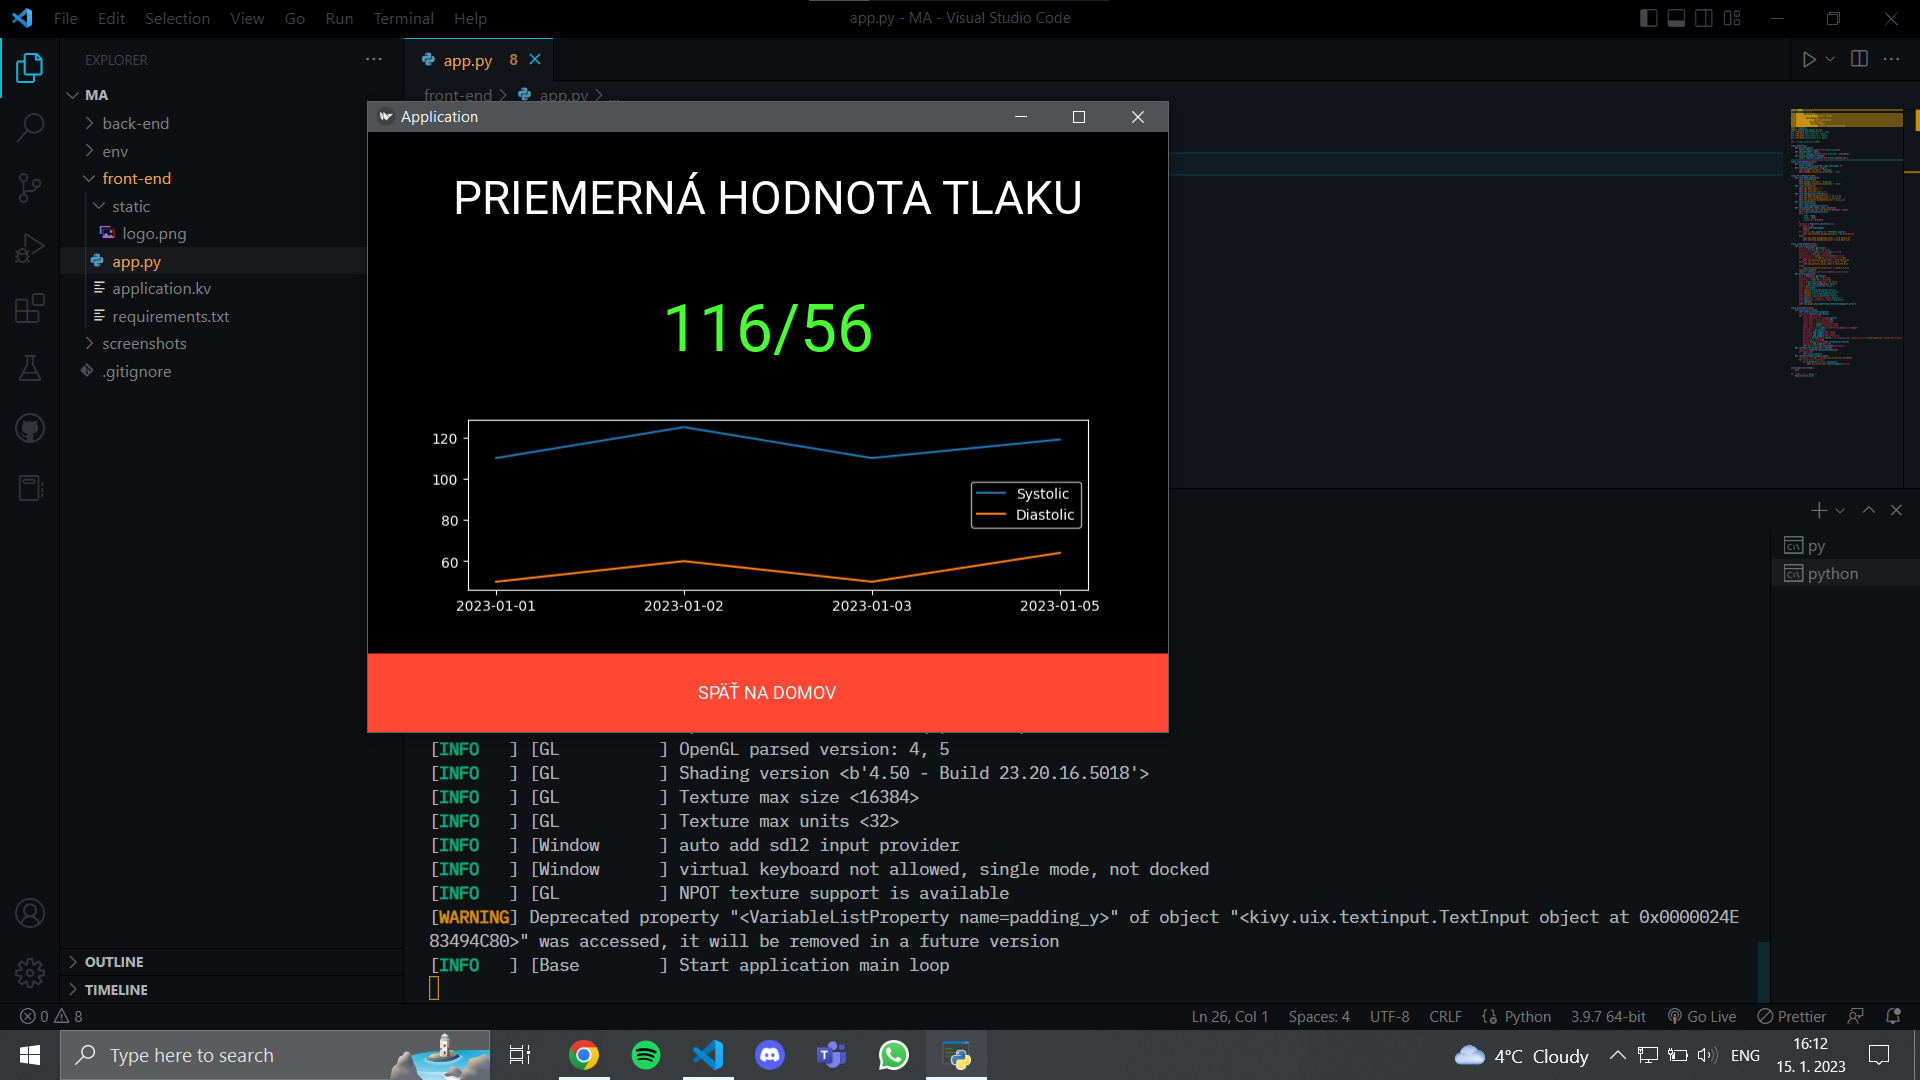 File Edit Selection View Go Run Terminal Help
app.py - MA - Visual Studio Code
EXPLORER
MA
back-end
env
front-end
static
logo.png
app.py
application.kv
requirements.txt
screenshots
.gitignore
OUTLINE
TIMELINE
app.py 8
front-end > app.py > ...
Application
PRIEMERNÁ HODNOTA TLAKU
116/56
120
100
80
60
Systolic
Diastolic
2023-01-01 2023-01-02 2023-01-03 2023-01-05
SPÄŤ NA DOMOV
py
python
[INFO   ] [GL          ] OpenGL parsed version: 4, 5
[INFO   ] [GL          ] Shading version <b'4.50 - Build 23.20.16.5018'>
[INFO   ] [GL          ] Texture max size <16384>
[INFO   ] [GL          ] Texture max units <32>
[INFO   ] [Window      ] auto add sdl2 input provider
[INFO   ] [Window      ] virtual keyboard not allowed, single mode, not docked
[INFO   ] [GL          ] NPOT texture support is available
[WARNING] Deprecated property "<VariableListProperty name=padding_y>" of object "<kivy.uix.textinput.TextInput object at 0x0000024E
83494C80>" was accessed, it will be removed in a future version
[INFO   ] [Base        ] Start application main loop
0 8
Ln 26, Col 1 Spaces: 4 UTF-8 CRLF Python 3.9.7 64-bit Go Live Prettier
Type here to search
4°C Cloudy
ENG
16:12
15. 1. 2023